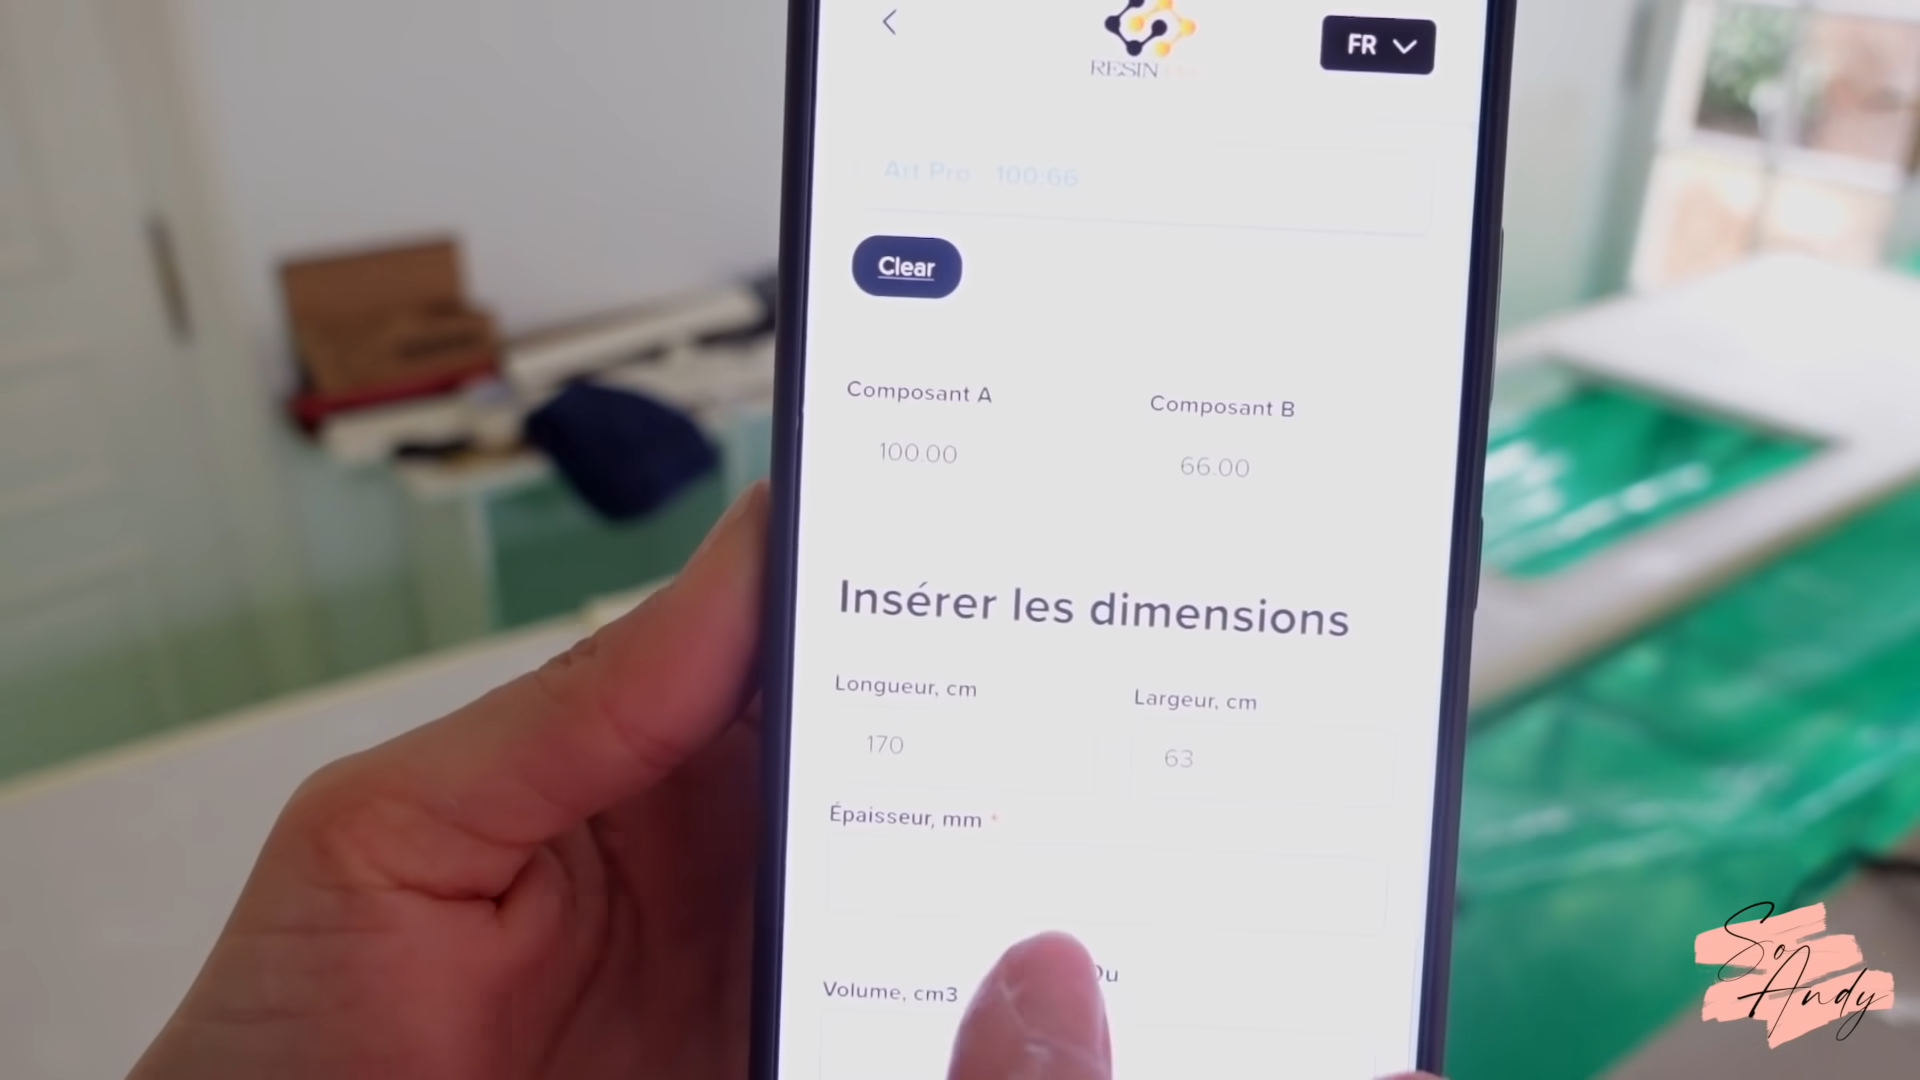 RESIN
FR
Art Pro 100:66
Clear
Composant A
Composant B
100.00
66.00
Insérer les dimensions
Longueur, cm
Largeur, cm
170
63
Épaisseur, mm *
Ou
Volume, cm3
So
Andy